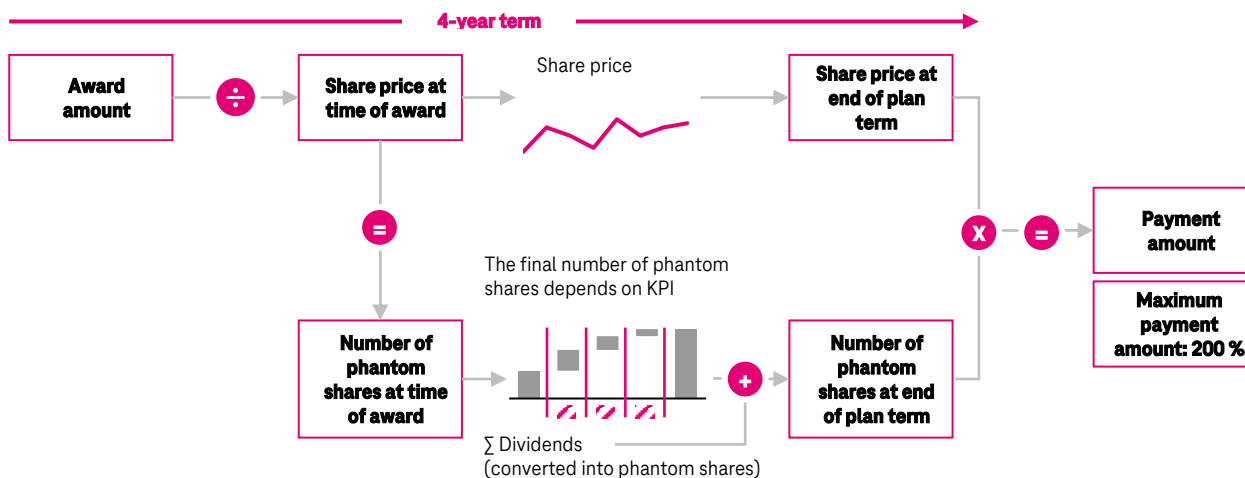 4-year term
Award
amount
÷
Share price at
time of award
Share price
Share price at
end of plan
term
=
x
=
Payment
amount
Maximum
payment
amount: 200 %
The final number of phantom
shares depends on KPI
Number of
phantom
shares at time
of award
+
Number of
phantom
shares at end
of plan term
∑ Dividends
(converted into phantom shares)